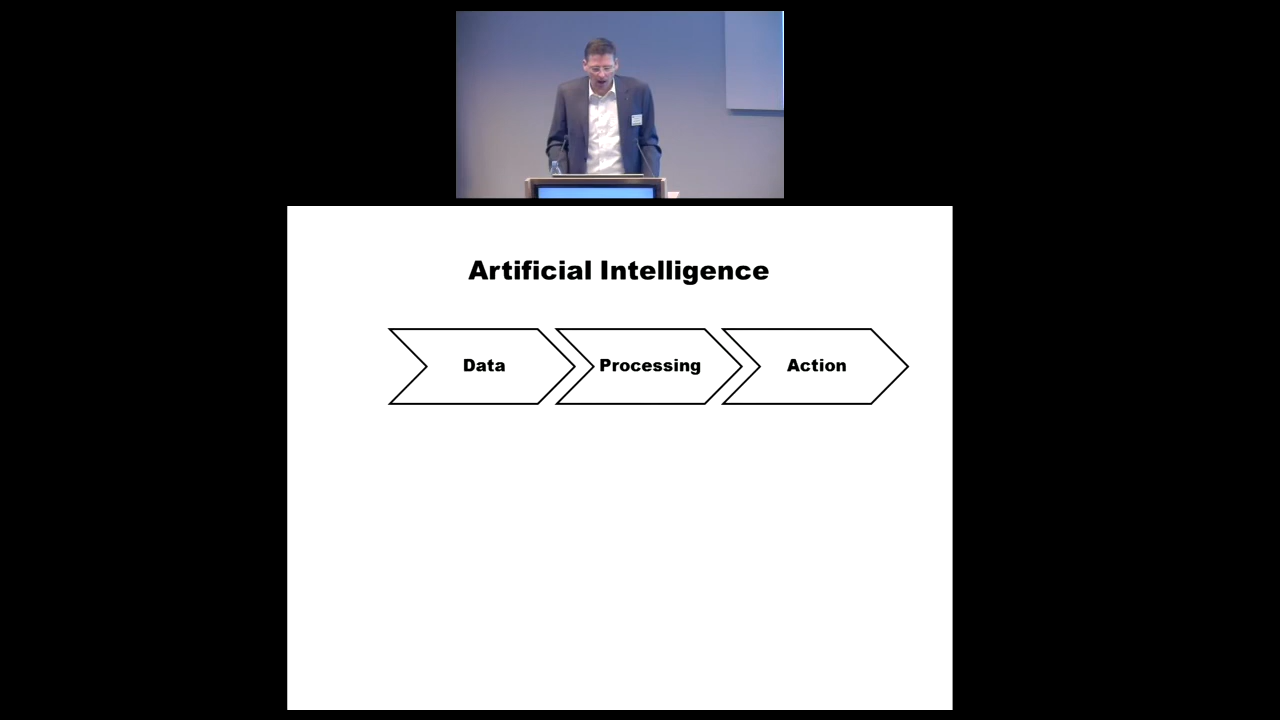 Artificial Intelligence
Data
Processing
Action